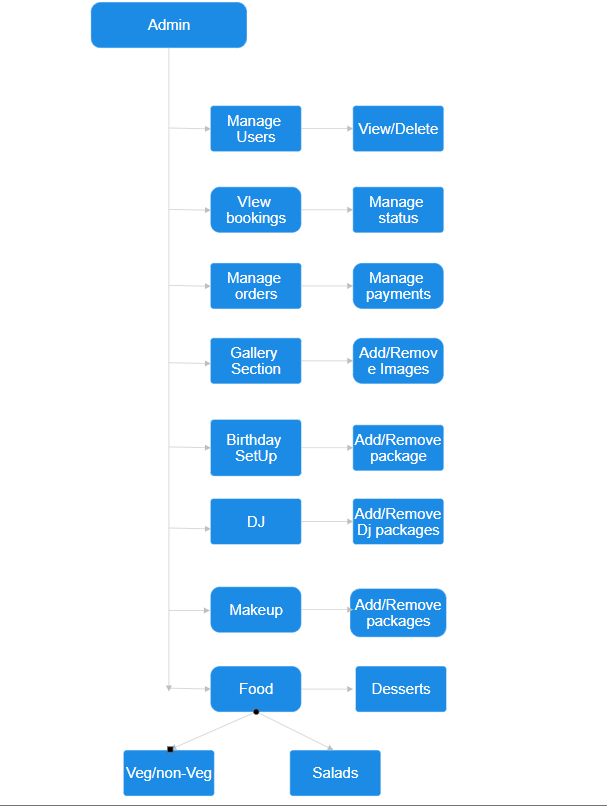 Admin
Manage
Users
View/Delete
VIew
bookings
Manage
status
Manage
orders
Manage
payments
Gallery
Section
Add/Remov
e Images
Birthday
SetUp
Add/Remove
package
DJ
Add/Remove
Dj packages
Makeup
Add/Remove
packages
Food
Desserts
Veg/non-Veg
Salads